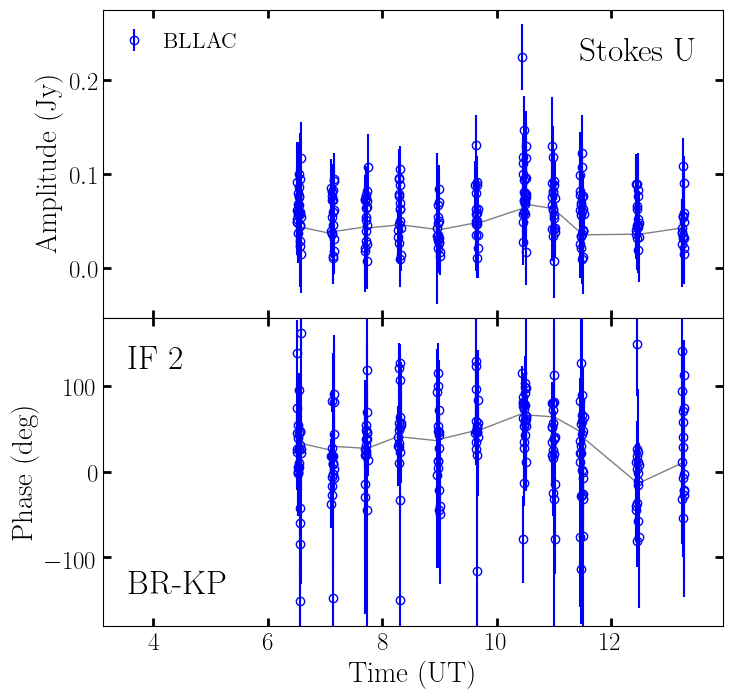 BLLAC
Stokes U
0.2
0.1
0.0
Amplitude (Jy)
IF 2
100
0
−100
Phase (deg)
BR-KP
4 6 8 10 12
Time (UT)